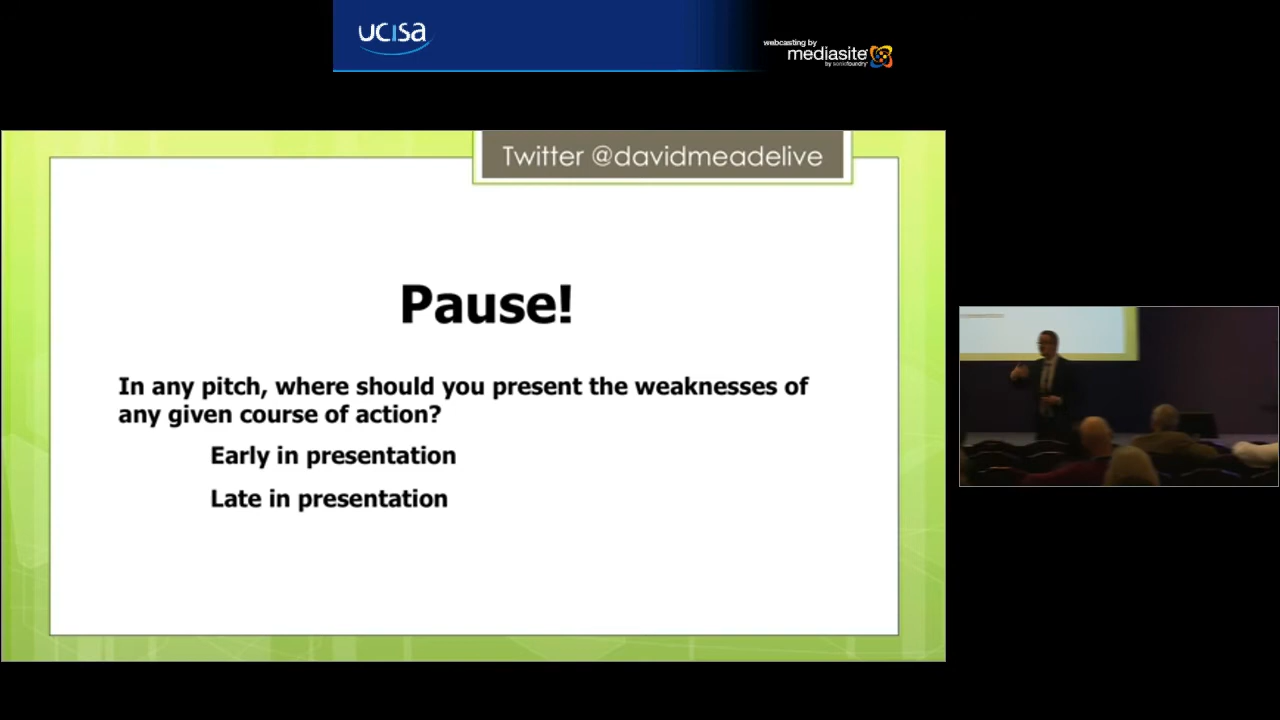 ucisa
webcasting by
mediasite
by sonicfoundry
Twitter @davidmeadelive
Pause!
In any pitch, where should you present the weaknesses of
any given course of action?
Early in presentation
Late in presentation